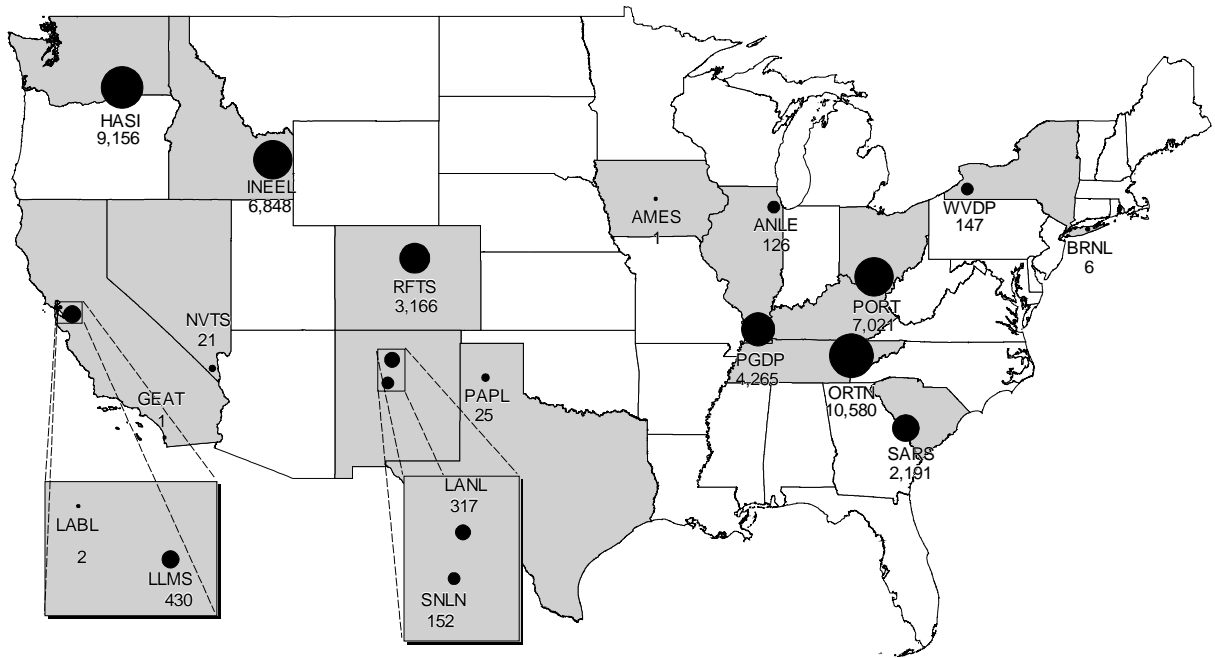 HASI
9,156
INEEL
6,848
AMES
1
ANLE
126
WVDP
147
BRNL
6
RFTS
3,166
PORT
7,021
NVTS
21
PGDP
4,265
GEAT
1
PAPL
25
ORTN
10,580
SARS
2,191
LABL
2
LLMS
430
LANL
317
SNLN
152